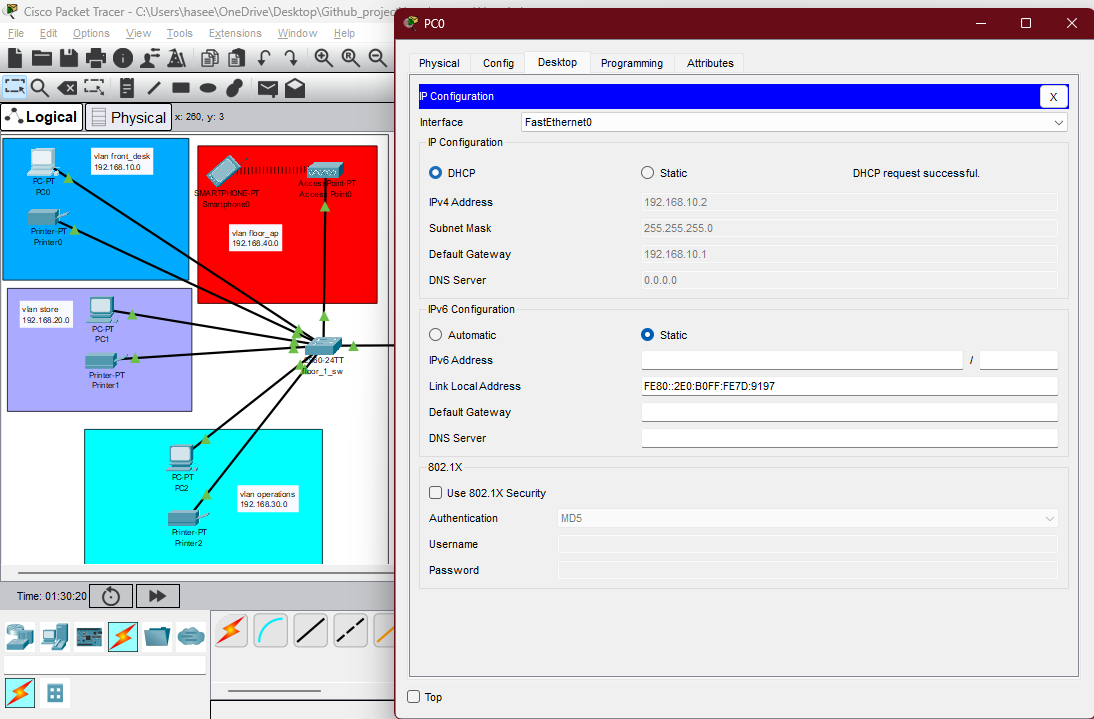 Cisco Packet Tracer - C:\Users\hasee\OneDrive\Desktop\Github_projec
File Edit Options View Tools Extensions Window Help
Logical Physical x: 260, y: 3
vlan front_desk
192.168.10.0
PC-PT
PC0
Printer-PT
Printer0
SMARTPHONE-PT
Smartphone0
AccessPoint-PT
Access Point0
vlan floor_ap
192.168.40.0
vlan store
192.168.20.0
PC-PT
PC1
Printer-PT
Printer1
60-24TT
floor_1_sw
PC-PT
PC2
vlan operations
192.168.30.0
Printer-PT
Printer2
Time: 01:30:20
PC0
Physical Config Desktop Programming Attributes
IP Configuration X
Interface FastEthernet0
IP Configuration
DHCP Static DHCP request successful.
IPv4 Address 192.168.10.2
Subnet Mask 255.255.255.0
Default Gateway 192.168.10.1
DNS Server 0.0.0.0
IPv6 Configuration
Automatic Static
IPv6 Address /
Link Local Address FE80::2E0:B0FF:FE7D:9197
Default Gateway
DNS Server
802.1X
Use 802.1X Security
Authentication MD5
Username
Password
Top